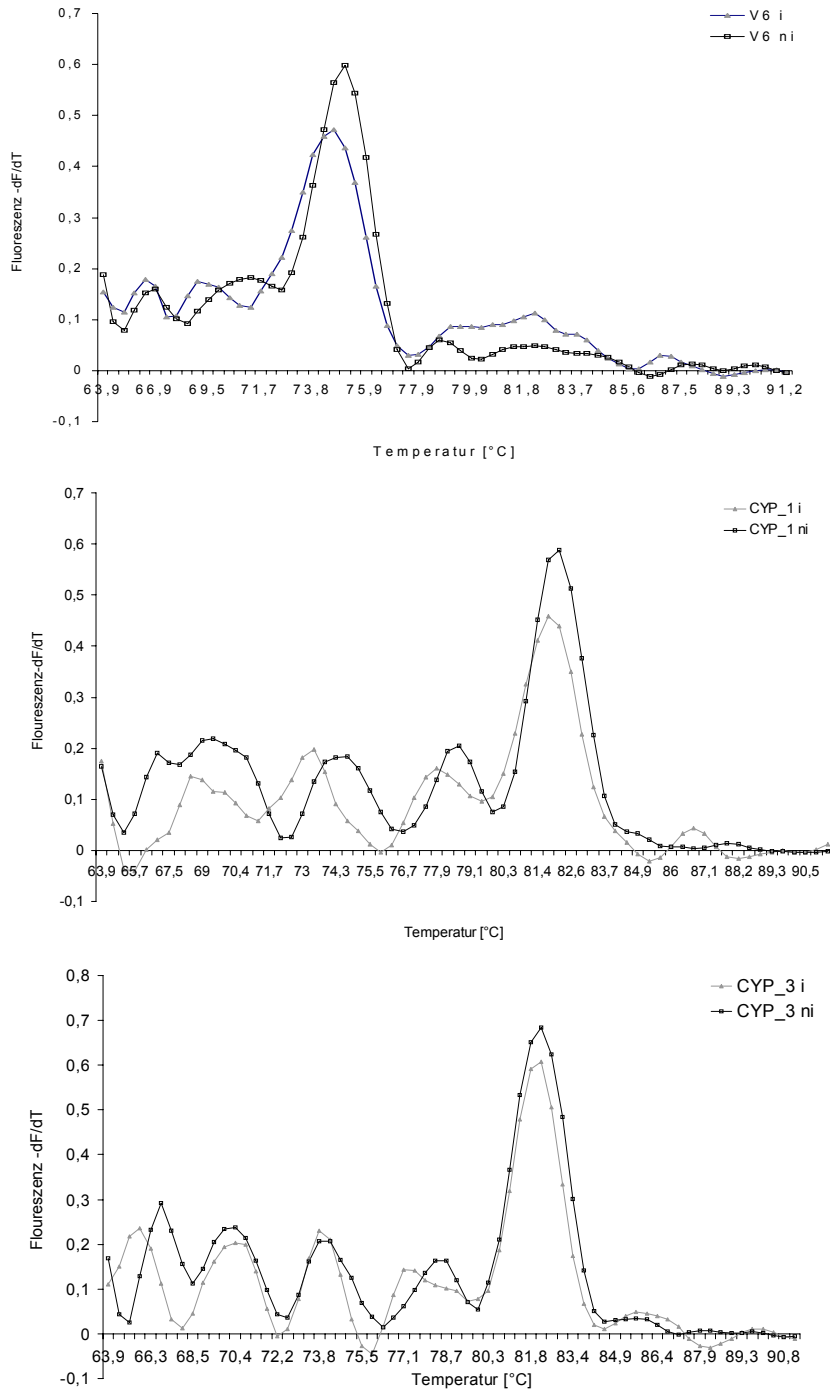 V6 i
V6 ni
0,7
0,6
0,5
0,4
0,3
0,2
0,1
0
-0,1
Fluoreszenz -dF/dT
63,9 66,9 69,5 71,7 73,8 75,9 77,9 79,9 81,8 83,7 85,6 87,5 89,3 91,2
Temperatur [°C]
CYP_1 i
CYP_1 ni
0,7
0,6
0,5
0,4
0,3
0,2
0,1
0
-0,1
Floureszenz-dF/dT
63,9 65,7 67,5 69 70,4 71,7 73 74,3 75,5 76,7 77,9 79,1 80,3 81,4 82,6 83,7 84,9 86 87,1 88,2 89,3 90,5
Temperatur [°C]
CYP_3 i
CYP_3 ni
0,8
0,7
0,6
0,5
0,4
0,3
0,2
0,1
0
-0,1
Floureszenz -dF/dT
63,9 66,3 68,5 70,4 72,2 73,8 75,5 77,1 78,7 80,3 81,8 83,4 84,9 86,4 87,9 89,3 90,8
Temperatur [°C]